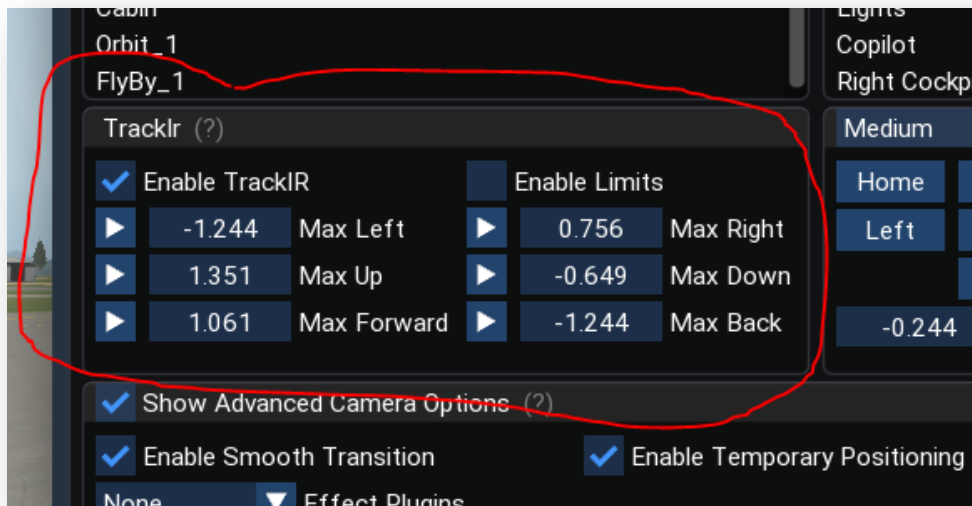 Cabin
Orbit_1
FlyBy_1
Lights
Copilot
Right Cockp
TrackIr (?)
Enable TrackIR
Enable Limits
-1.244 Max Left
0.756 Max Right
1.351 Max Up
-0.649 Max Down
1.061 Max Forward
-1.244 Max Back
Medium
Home
Left
-0.244
Show Advanced Camera Options (?)
Enable Smooth Transition
Enable Temporary Positioning
None
Effect Plugins